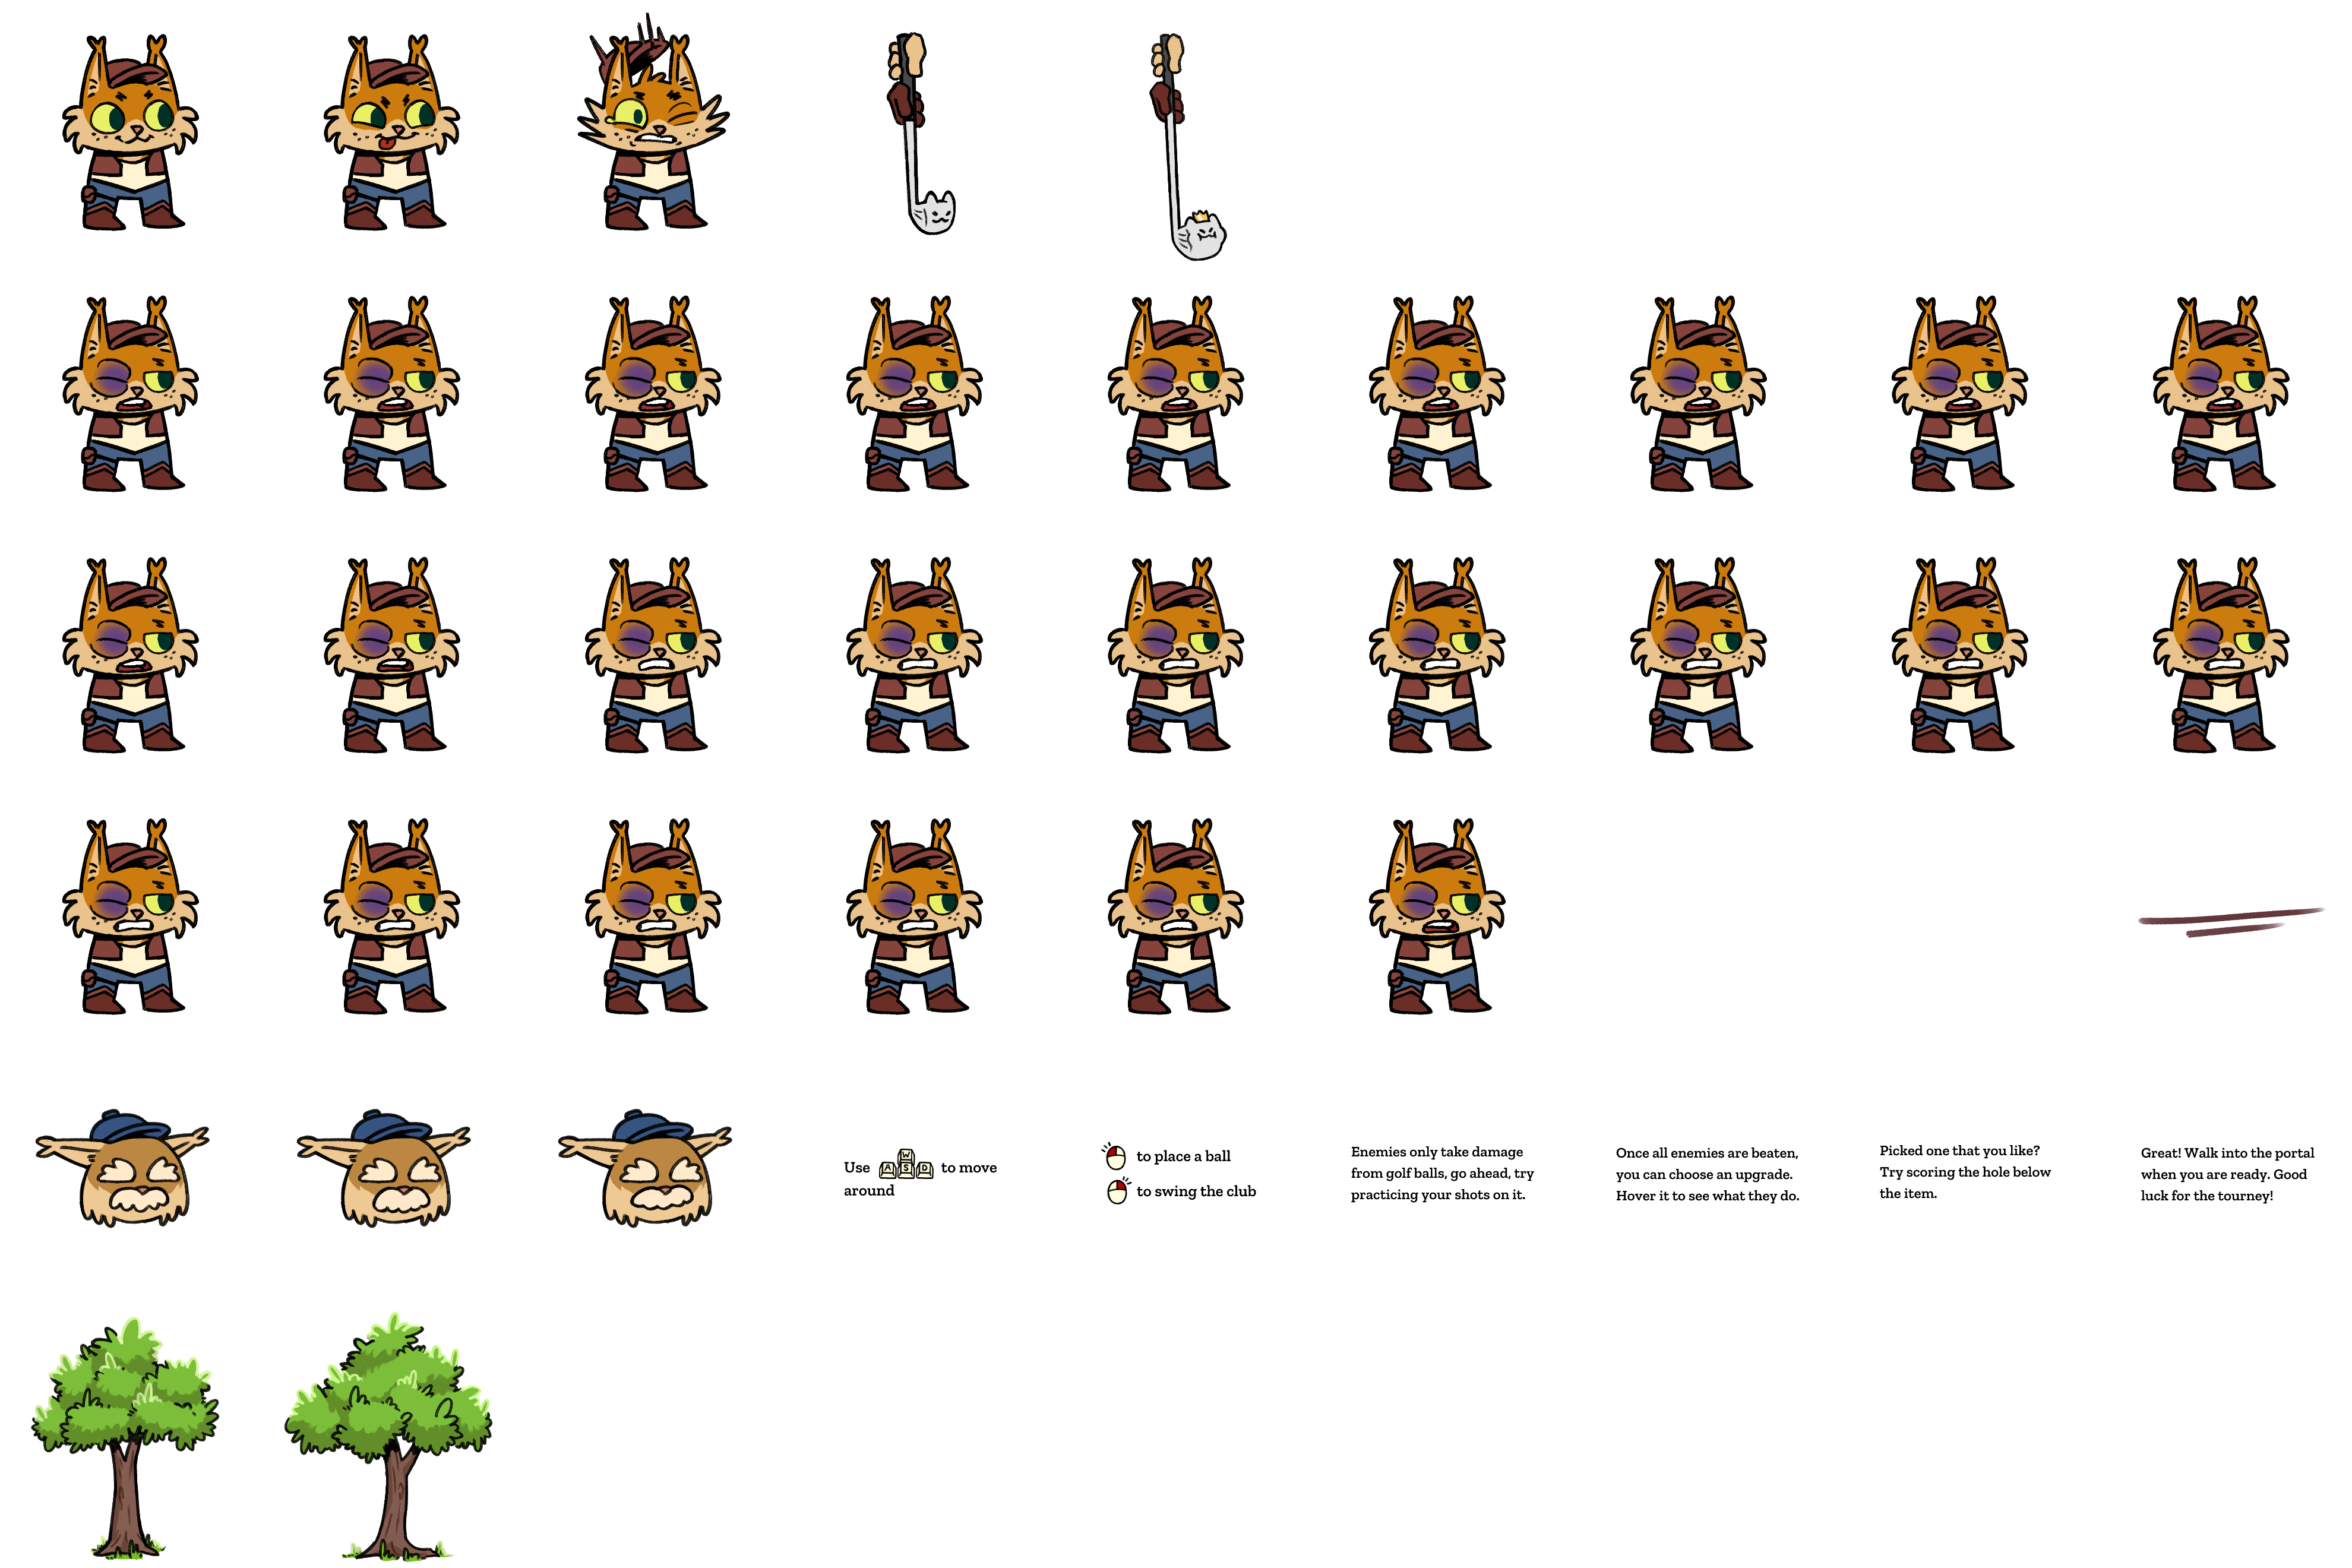 Use W A S D to move
around
to place a ball
to swing the club
Enemies only take damage
from golf balls, go ahead, try
practicing your shots on it.
Once all enemies are beaten,
you can choose an upgrade.
Hover it to see what they do.
Picked one that you like?
Try scoring the hole below
the item.
Great! Walk into the portal
when you are ready. Good
luck for the tourney!